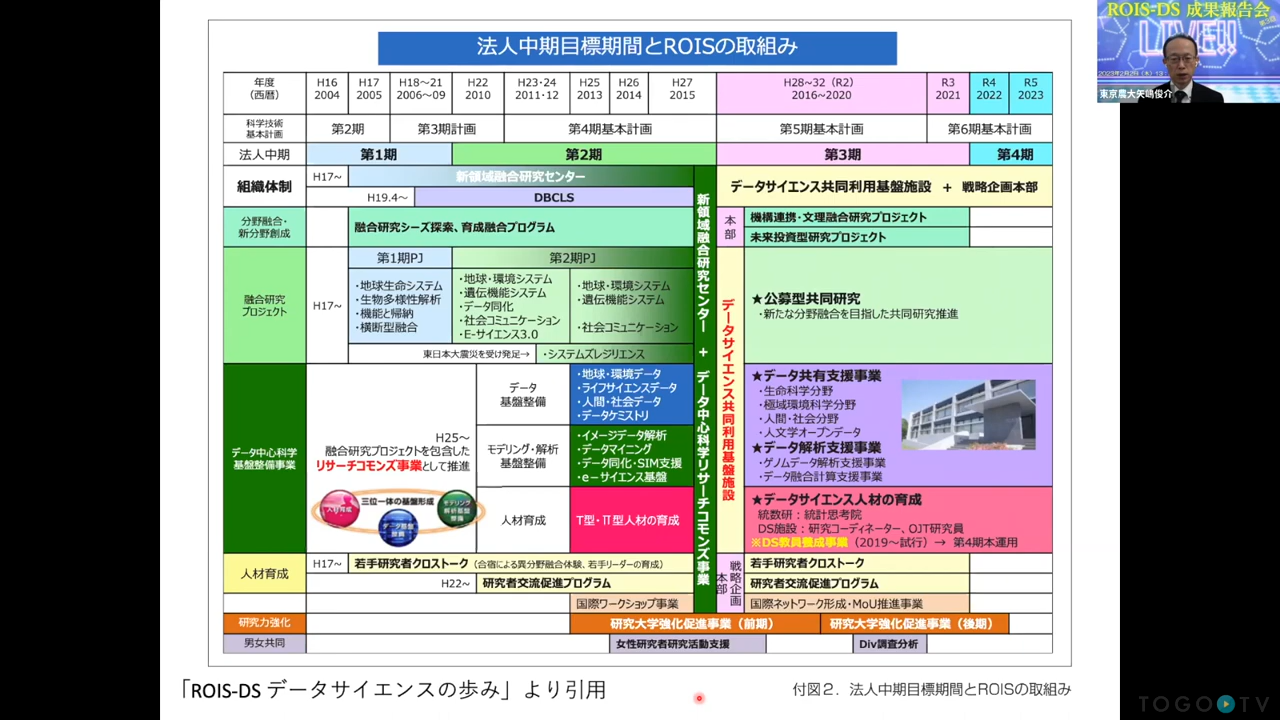 法人中期目標期間とROISの取組み
年度
(西暦)
H16
2004
H17
2005
H18～21
2006～09
H22
2010
H23・24
2011・12
H25
2013
H26
2014
H27
2015
H28～32（R2）
2016～2020
R3
2021
R4
2022
R5
2023
科学技術
基本計画
第2期
第3期計画
第4期基本計画
第5期基本計画
第6期基本計画
法人中期
第1期
第2期
第3期
第4期
組織体制
H17～
新領域融合研究センター
H19.4～
DBCLS
データサイエンス共同利用基盤施設 + 戦略企画本部
分野融合・
新分野創成
融合研究シーズ探索、育成融合プログラム
本部
機構連携・文理融合研究プロジェクト
未来投資型研究プロジェクト
融合研究
プロジェクト
H17～
第1期PJ
・地球生命システム
・生物多様性解析
・機能と帰納
・横断型融合
第2期PJ
・地球・環境システム
・遺伝機能システム
・データ同化
・社会コミュニケーション
・E-サイエンス3.0
・地球・環境システム
・遺伝機能システム
・社会コミュニケーション
東日本大震災を受け発足→
・システムズレジリエンス
新領域融合研究センター + データ中心科学リサーチコモンズ事業
データサイエンス共同利用基盤施設
★公募型共同研究
・新たな分野融合を目指した共同研究推進
データ中心科学
基盤整備事業
H25～
融合研究プロジェクトを包含した
リサーチコモンズ事業として推進
三位一体の基盤形成
人材育成
データ基盤
整備
モデリング
解析基盤
整備
データ
基盤整備
・地球・環境データ
・ライフサイエンスデータ
・人間・社会データ
・データケミストリ
モデリング・解析
基盤整備
・イメージデータ解析
・データマイニング
・データ同化・SIM支援
・e－サイエンス基盤
人材育成
T型・Π型人材の育成
★データ共有支援事業
・生命科学分野
・極域環境科学分野
・人間・社会分野
・人文学オープンデータ
★データ解析支援事業
・ゲノムデータ解析支援事業
・データ融合計算支援事業
★データサイエンス人材の育成
統数研：統計思考院
DS施設：研究コーディネーター、OJT研究員
※DS教員養成事業（2019～試行）→ 第4期本運用
人材育成
H17～
若手研究者クロストーク（合宿による異分野融合体験、若手リーダーの育成）
H22～
研究者交流促進プログラム
国際ワークショップ事業
戦略企画本部
若手研究者クロストーク
研究者交流促進プログラム
国際ネットワーク形成・MoU推進事業
研究力強化
研究大学強化促進事業（前期）
研究大学強化促進事業（後期）
男女共同
女性研究者研究活動支援
Div調査分析
「ROIS-DS データサイエンスの歩み」より引用
付図２．法人中期目標期間とROISの取組み
ROIS-DS 成果報告会
LIVE!!
東京農大矢嶋俊介
TOGO TV